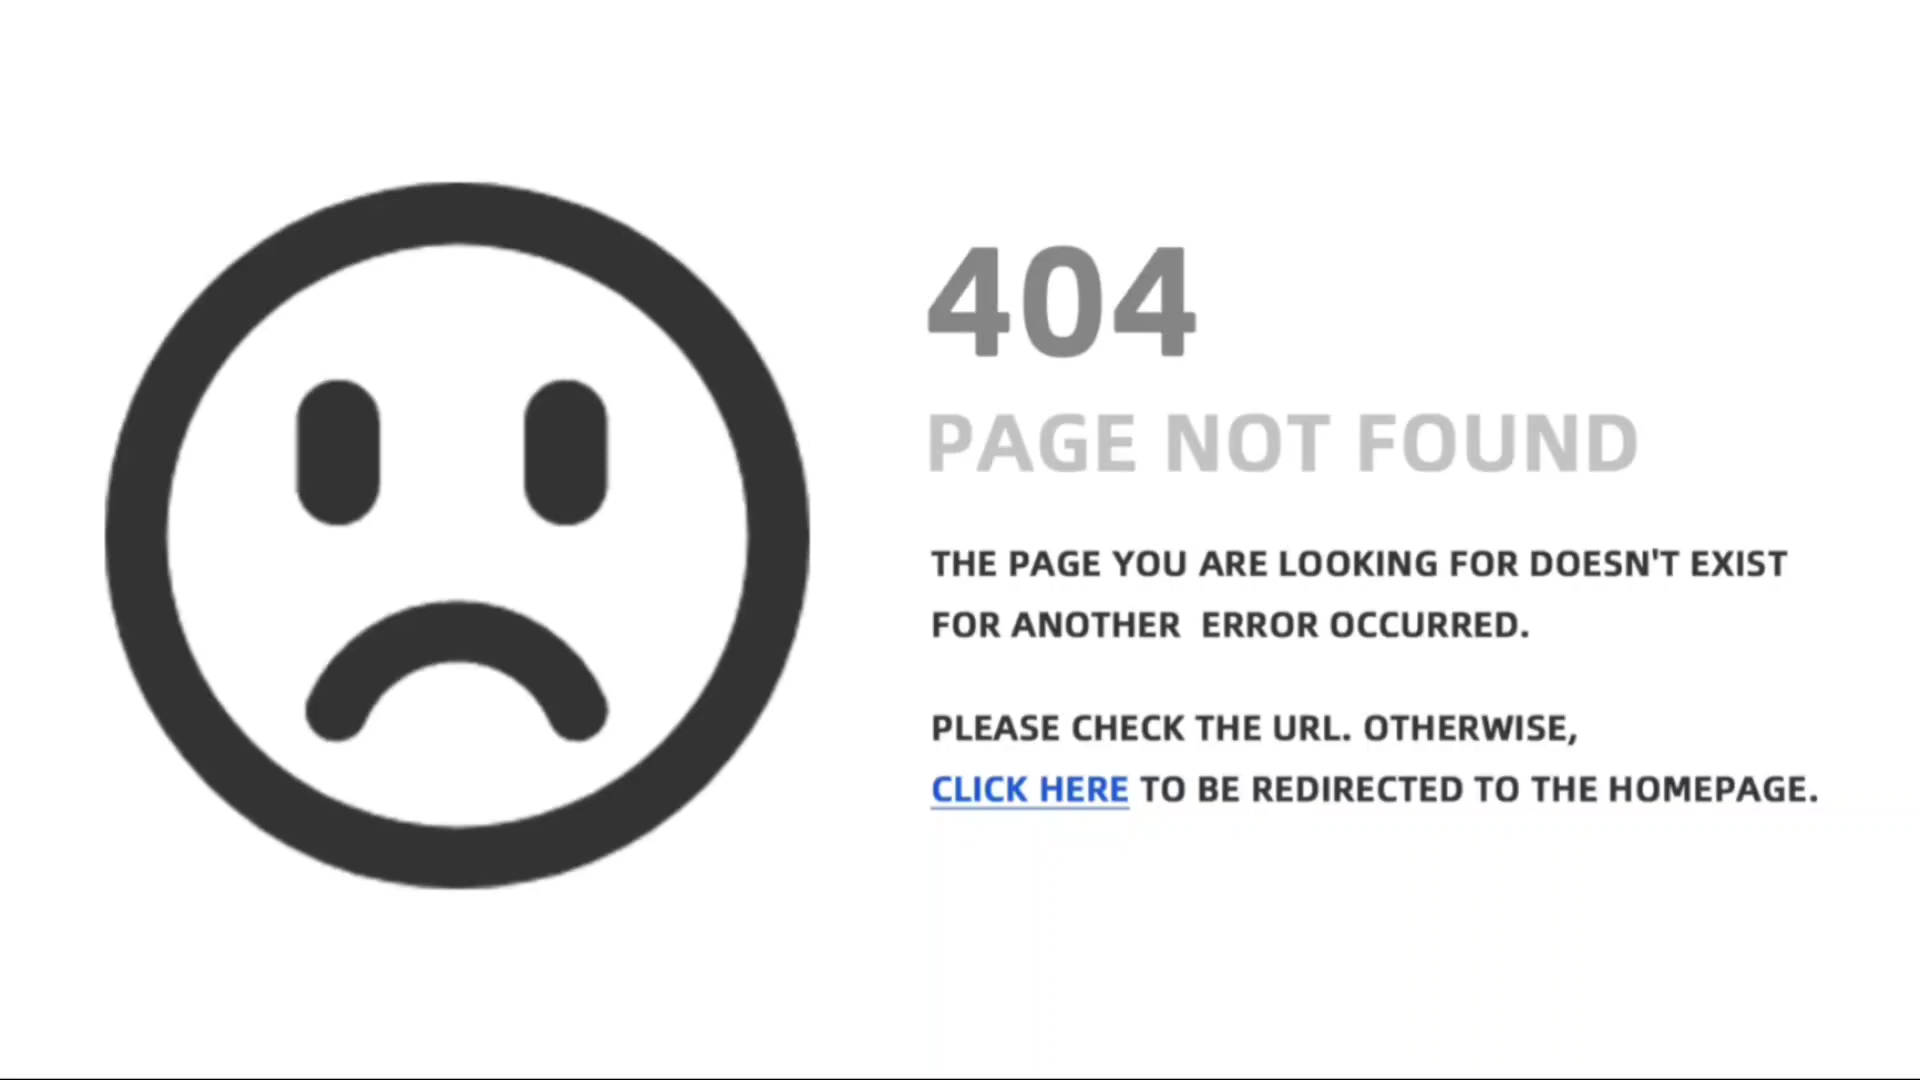 404
PAGE NOT FOUND
THE PAGE YOU ARE LOOKING FOR DOESN'T EXIST
FOR ANOTHER  ERROR OCCURRED.
PLEASE CHECK THE URL. OTHERWISE,
CLICK HERE TO BE REDIRECTED TO THE HOMEPAGE.